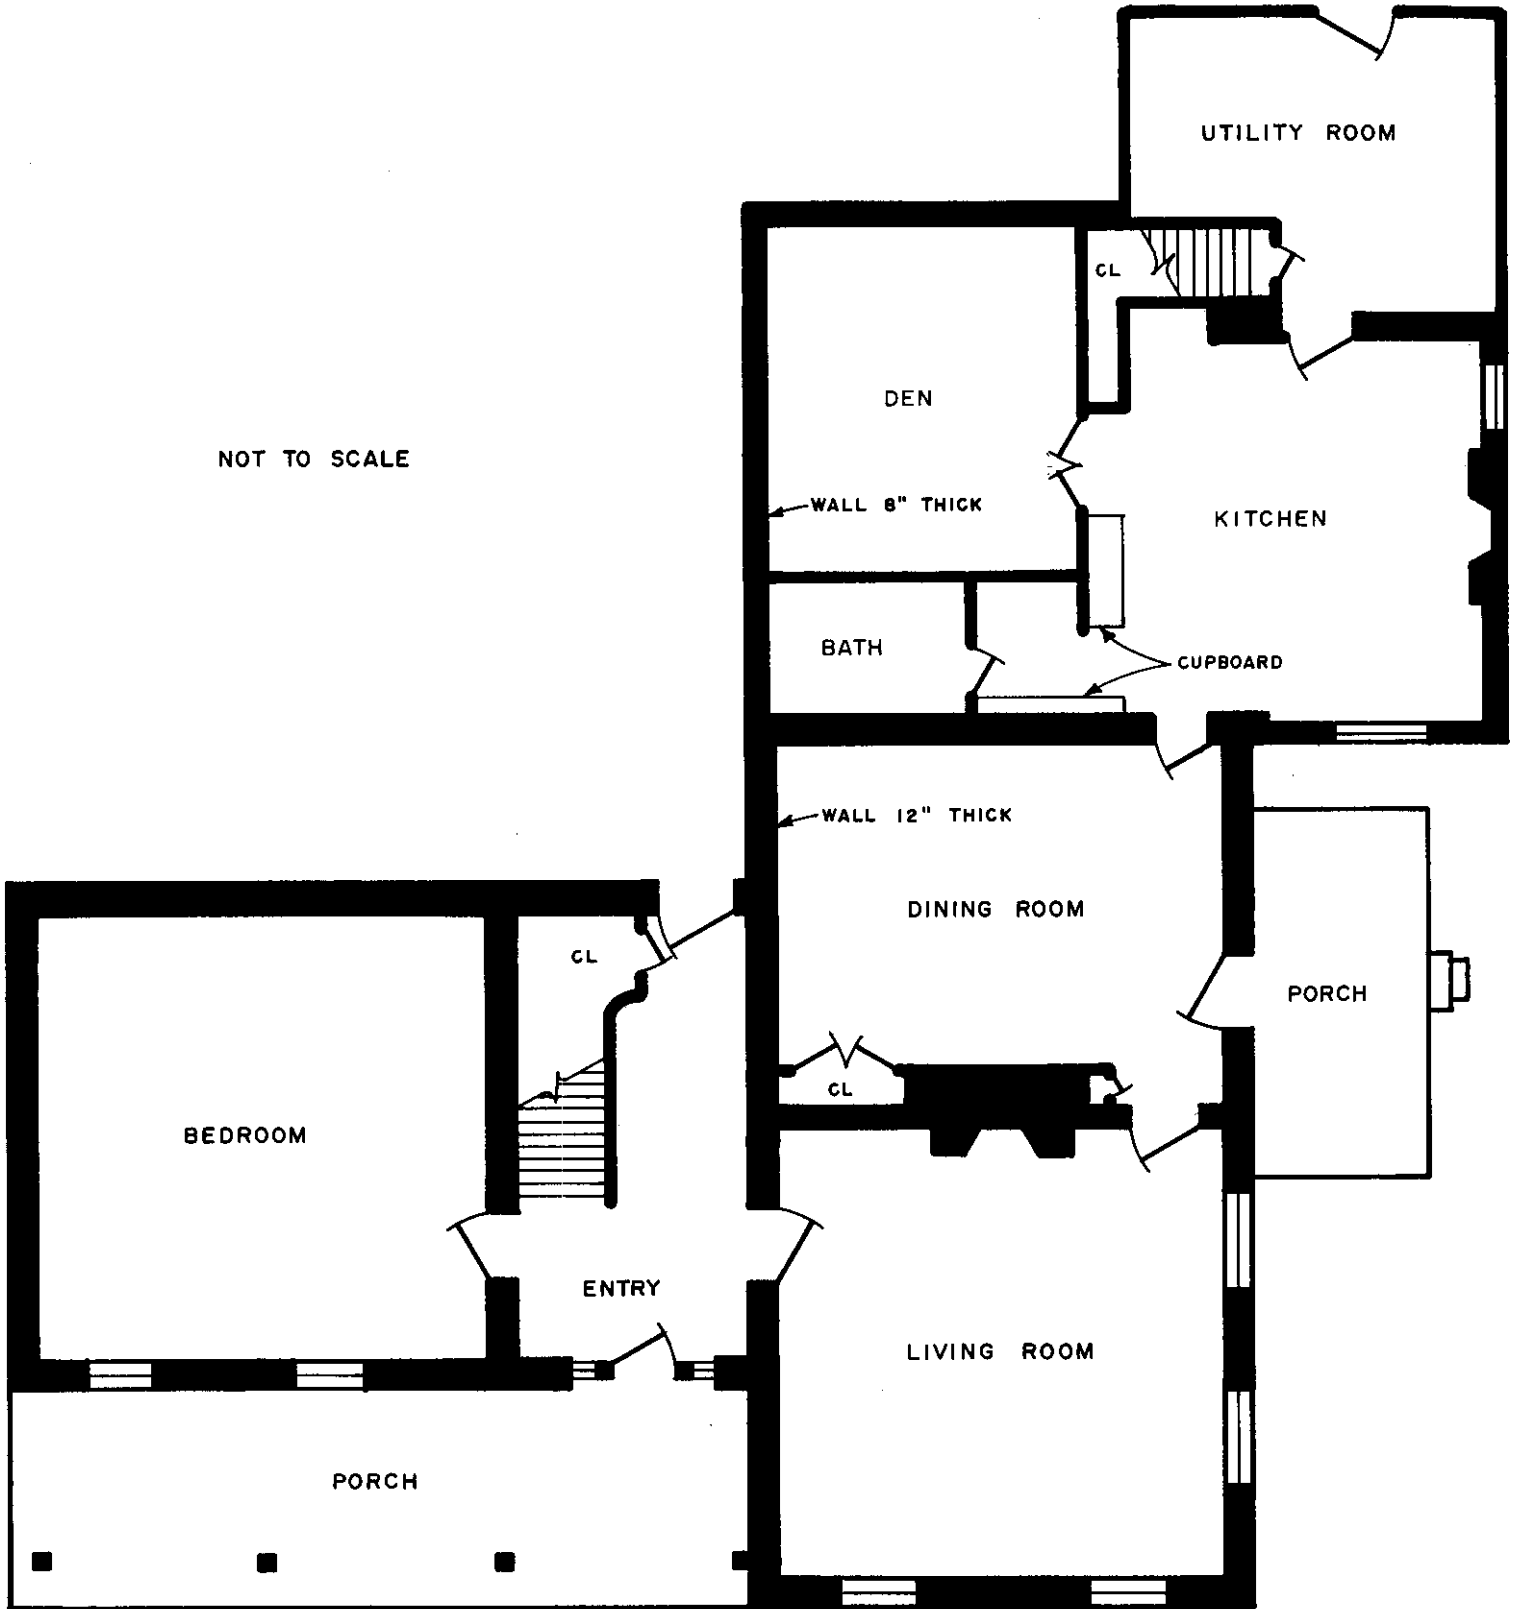 UTILITY ROOM
CL
DEN
NOT TO SCALE
WALL 8" THICK
KITCHEN
BATH
CUPBOARD
WALL 12" THICK
DINING ROOM
CL
PORCH
CL
BEDROOM
ENTRY
LIVING ROOM
PORCH